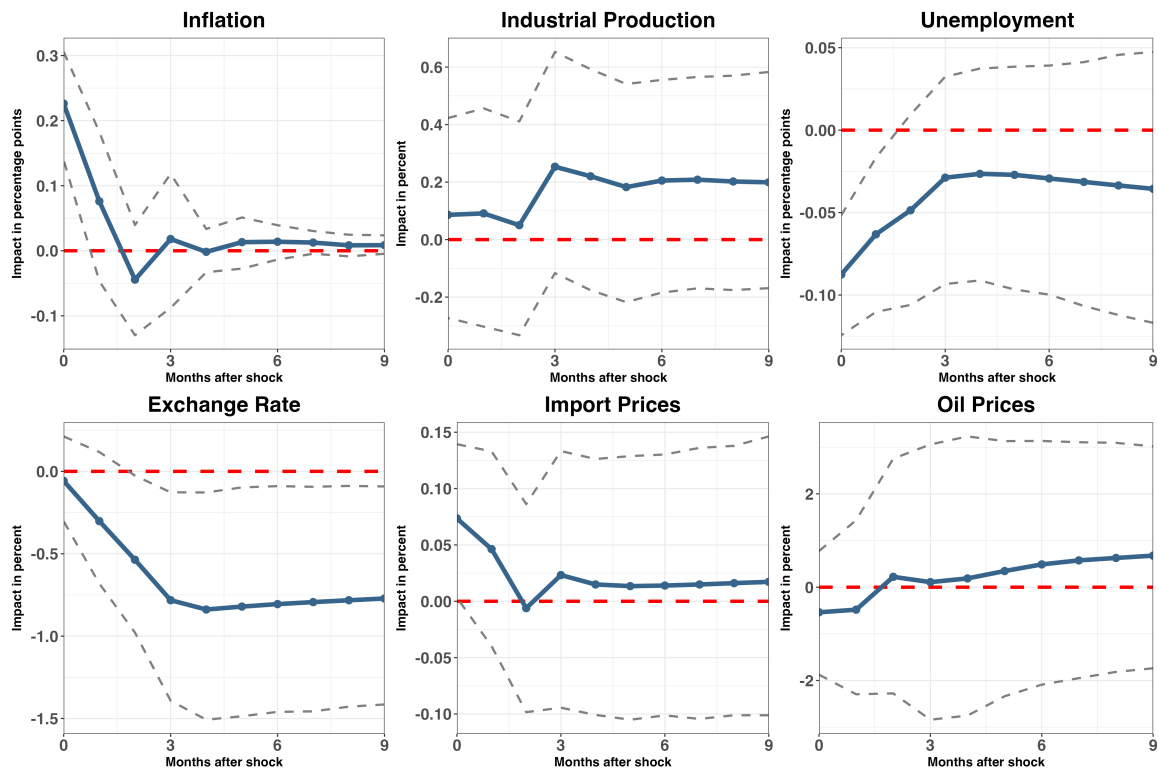 Inflation
Impact in percentage points
0.3
0.2
0.1
0.0
-0.1
0 3 6 9
Months after shock
Industrial Production
Impact in percent
0.6
0.4
0.2
0.0
-0.2
0 3 6 9
Months after shock
Unemployment
Impact in percentage points
0.05
0.00
-0.05
-0.10
0 3 6 9
Months after shock
Exchange Rate
Impact in percent
0.0
-0.5
-1.0
-1.5
0 3 6 9
Months after shock
Import Prices
Impact in percent
0.15
0.10
0.05
0.00
-0.05
-0.10
0 3 6 9
Months after shock
Oil Prices
Impact in percent
2
0
-2
0 3 6 9
Months after shock